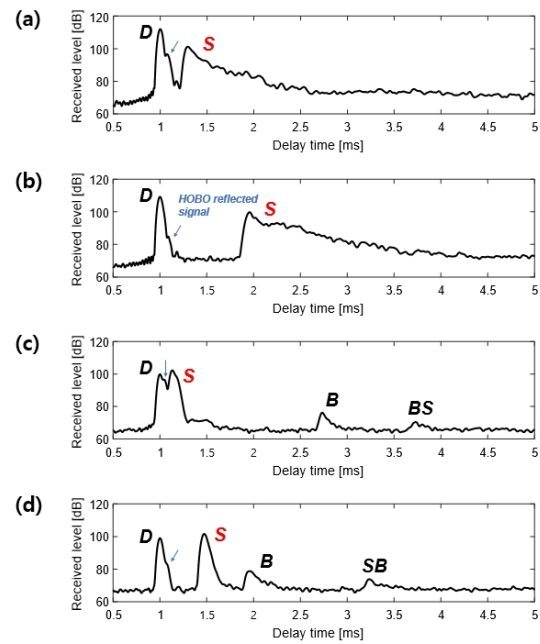 (a)
Received level [dB]
120
100
80
60
D
S
0.5 1 1.5 2 2.5 3 3.5 4 4.5 5
Delay time [ms]
(b)
Received level [dB]
120
100
80
60
D
HOBO reflected
signal
S
0.5 1 1.5 2 2.5 3 3.5 4 4.5 5
Delay time [ms]
(c)
Received level [dB]
120
100
80
60
D
S
B
BS
0.5 1 1.5 2 2.5 3 3.5 4 4.5 5
Delay time [ms]
(d)
Received level [dB]
120
100
80
60
D
S
B
SB
0.5 1 1.5 2 2.5 3 3.5 4 4.5 5
Delay time [ms]